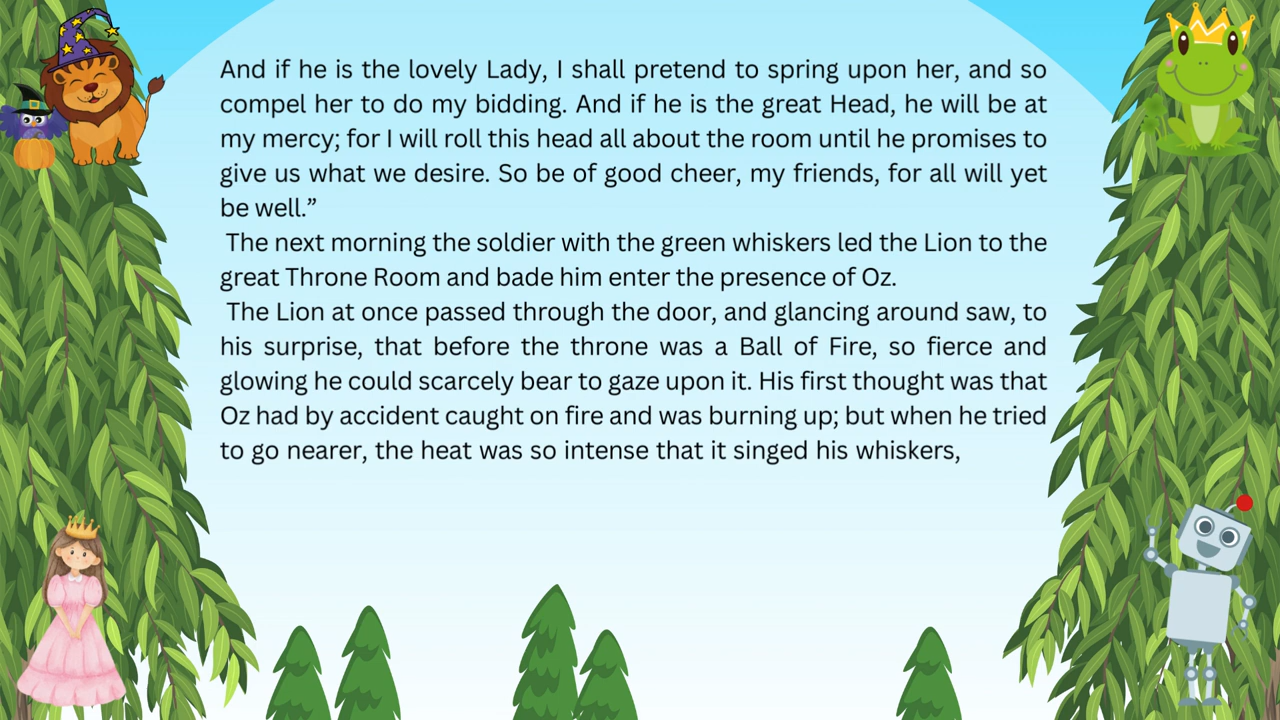 And if he is the lovely Lady, I shall pretend to spring upon her, and so
compel her to do my bidding. And if he is the great Head, he will be at
my mercy; for I will roll this head all about the room until he promises to
give us what we desire. So be of good cheer, my friends, for all will yet
be well.”
The next morning the soldier with the green whiskers led the Lion to the
great Throne Room and bade him enter the presence of Oz.
The Lion at once passed through the door, and glancing around saw, to
his surprise, that before the throne was a Ball of Fire, so fierce and
glowing he could scarcely bear to gaze upon it. His first thought was that
Oz had by accident caught on fire and was burning up; but when he tried
to go nearer, the heat was so intense that it singed his whiskers,